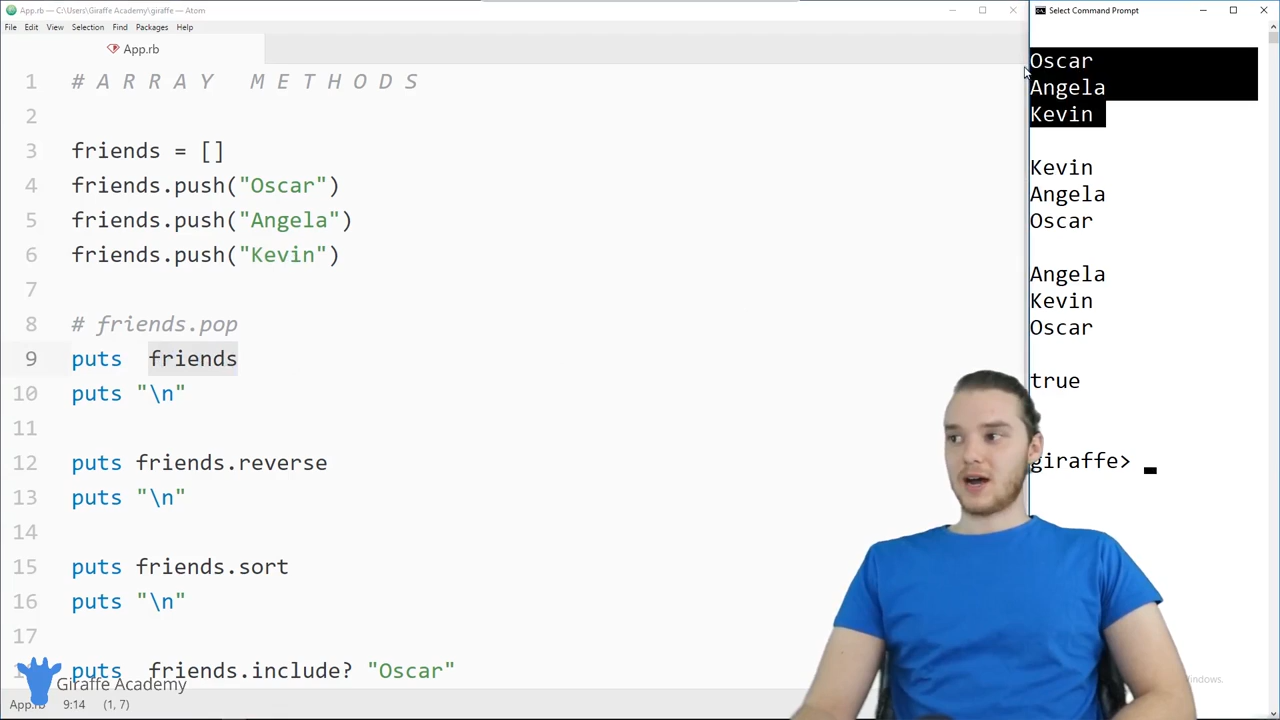 App.rb — C:\Users\Giraffe Academy\giraffe — Atom
File Edit View Selection Find Packages Help
App.rb
1 # A R R A Y   M E T H O D S
2
3 friends = []
4 friends.push("Oscar")
5 friends.push("Angela")
6 friends.push("Kevin")
7
8 # friends.pop
9 puts  friends
10 puts "\n"
11
12 puts friends.reverse
13 puts "\n"
14
15 puts friends.sort
16 puts "\n"
17
puts  friends.include? "Oscar"
Giraffe Academy
App.rb 9:14 (1, 7)
Select Command Prompt
Oscar
Angela
Kevin
Kevin
Angela
Oscar
Angela
Kevin
Oscar
true
giraffe>